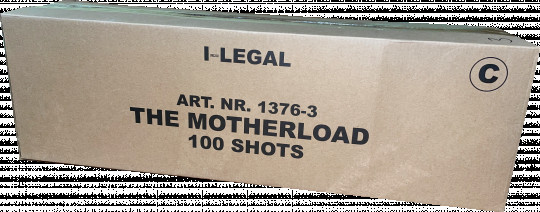 I-LEGAL
C
ART. NR. 1376-3
THE MOTHERLOAD
100 SHOTS